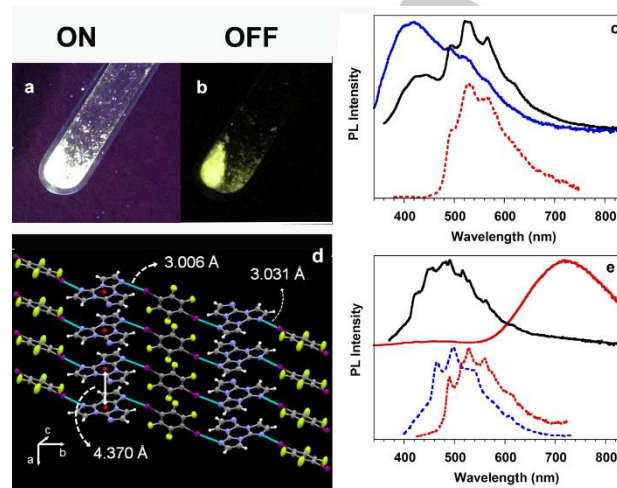 ON OFF
a b
c
PL Intensity
400 500 600 700 800
Wavelength (nm)
d
3.006 Å
3.031 Å
4.370 Å
c
b
a
e
PL Intensity
400 500 600 700 800
Wavelength (nm)